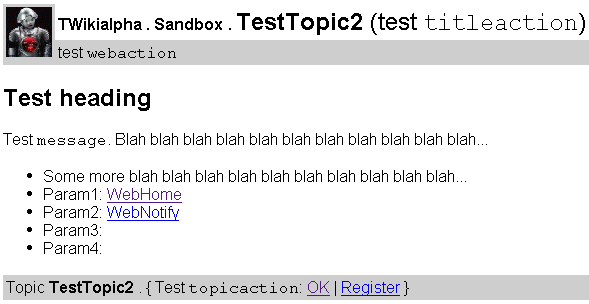 TWikialpha . Sandbox . TestTopic2 (test titleaction)
test webaction
Test heading
Test message. Blah blah blah blah blah blah blah blah blah blah blah...
• Some more blah blah blah blah blah blah blah blah blah blah...
• Param1: WebHome
• Param2: WebNotify
• Param3:
• Param4:
Topic TestTopic2 . { Test topicaction: OK | Register }